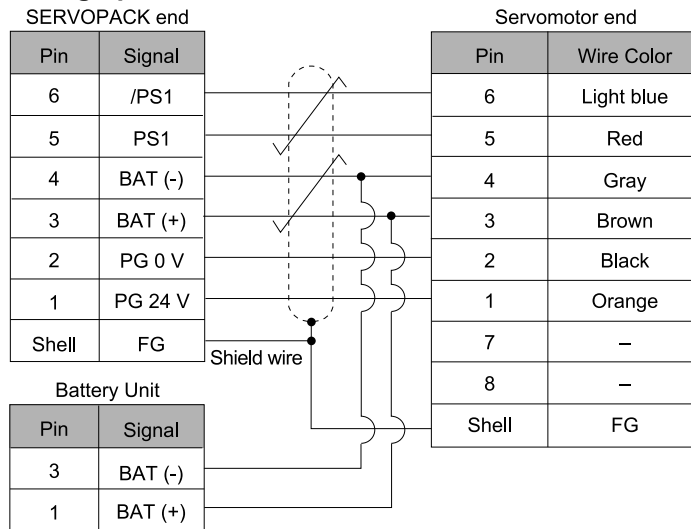 SERVOPACK end
Pin Signal
6 /PS1
5 PS1
4 BAT (-)
3 BAT (+)
2 PG 0 V
1 PG 24 V
Shell FG
Shield wire
Servomotor end
Pin Wire Color
6 Light blue
5 Red
4 Gray
3 Brown
2 Black
1 Orange
7 –
8 –
Shell FG
Battery Unit
Pin Signal
3 BAT (-)
1 BAT (+)